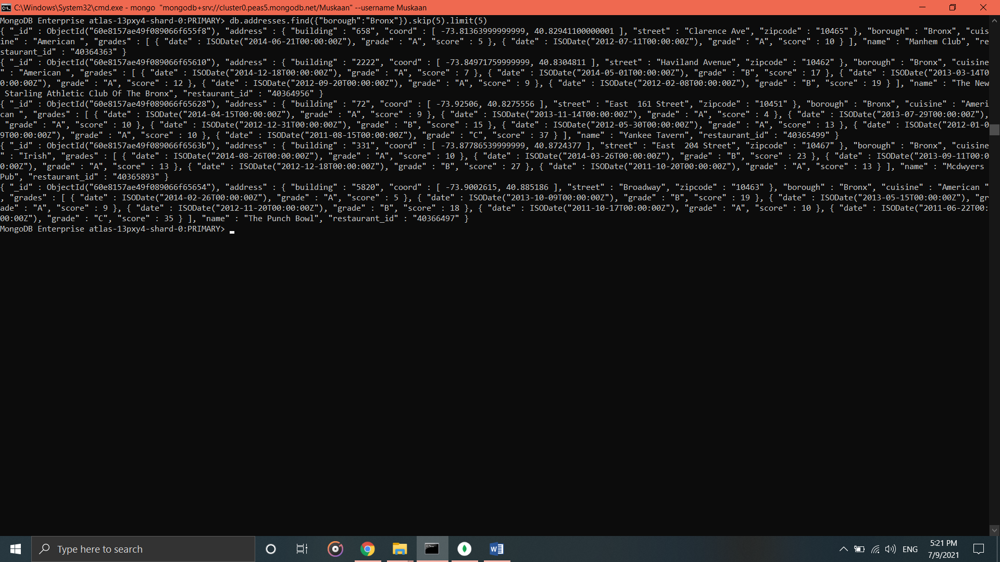 C:\Windows\System32\cmd.exe - mongo  "mongodb+srv://cluster0.peas5.mongodb.net/Muskaan" --username Muskaan
MongoDB Enterprise atlas-13pxy4-shard-0:PRIMARY> db.addresses.find({"borough":"Bronx"}).skip(5).limit(5)
{ "_id" : ObjectId("60e8157ae49f089066f655f8"), "address" : { "building" : "658", "coord" : [ -73.81363999999999, 40.82941100000001 ], "street" : "Clarence Ave", "zipcode" : "10465" }, "borough" : "Bronx", "cuis
ine" : "American ", "grades" : [ { "date" : ISODate("2014-06-21T00:00:00Z"), "grade" : "A", "score" : 5 }, { "date" : ISODate("2012-07-11T00:00:00Z"), "grade" : "A", "score" : 10 } ], "name" : "Manhem Club", "re
staurant_id" : "40364363" }
{ "_id" : ObjectId("60e8157ae49f089066f65610"), "address" : { "building" : "2222", "coord" : [ -73.84971759999999, 40.8304811 ], "street" : "Haviland Avenue", "zipcode" : "10462" }, "borough" : "Bronx", "cuisine
" : "American ", "grades" : [ { "date" : ISODate("2014-12-18T00:00:00Z"), "grade" : "A", "score" : 7 }, { "date" : ISODate("2014-05-01T00:00:00Z"), "grade" : "B", "score" : 17 }, { "date" : ISODate("2013-03-14T0
0:00:00Z"), "grade" : "A", "score" : 12 }, { "date" : ISODate("2012-09-20T00:00:00Z"), "grade" : "A", "score" : 9 }, { "date" : ISODate("2012-02-08T00:00:00Z"), "grade" : "B", "score" : 19 } ], "name" : "The New
 Starling Athletic Club Of The Bronx", "restaurant_id" : "40364956" }
{ "_id" : ObjectId("60e8157ae49f089066f65628"), "address" : { "building" : "72", "coord" : [ -73.92506, 40.8275556 ], "street" : "East  161 Street", "zipcode" : "10451" }, "borough" : "Bronx", "cuisine" : "Ameri
can ", "grades" : [ { "date" : ISODate("2014-04-15T00:00:00Z"), "grade" : "A", "score" : 9 }, { "date" : ISODate("2013-11-14T00:00:00Z"), "grade" : "A", "score" : 4 }, { "date" : ISODate("2013-07-29T00:00:00Z"),
 "grade" : "A", "score" : 10 }, { "date" : ISODate("2012-12-31T00:00:00Z"), "grade" : "B", "score" : 15 }, { "date" : ISODate("2012-05-30T00:00:00Z"), "grade" : "A", "score" : 13 }, { "date" : ISODate("2012-01-0
9T00:00:00Z"), "grade" : "A", "score" : 10 }, { "date" : ISODate("2011-08-15T00:00:00Z"), "grade" : "C", "score" : 37 } ], "name" : "Yankee Tavern", "restaurant_id" : "40365499" }
{ "_id" : ObjectId("60e8157ae49f089066f6563b"), "address" : { "building" : "331", "coord" : [ -73.87786539999999, 40.8724377 ], "street" : "East  204 Street", "zipcode" : "10467" }, "borough" : "Bronx", "cuisine
" : "Irish", "grades" : [ { "date" : ISODate("2014-08-26T00:00:00Z"), "grade" : "A", "score" : 10 }, { "date" : ISODate("2014-03-26T00:00:00Z"), "grade" : "B", "score" : 23 }, { "date" : ISODate("2013-09-11T00:0
0:00Z"), "grade" : "A", "score" : 13 }, { "date" : ISODate("2012-12-18T00:00:00Z"), "grade" : "B", "score" : 27 }, { "date" : ISODate("2011-10-20T00:00:00Z"), "grade" : "A", "score" : 13 } ], "name" : "Mcdwyers
Pub", "restaurant_id" : "40365893" }
{ "_id" : ObjectId("60e8157ae49f089066f65654"), "address" : { "building" : "5820", "coord" : [ -73.9002615, 40.885186 ], "street" : "Broadway", "zipcode" : "10463" }, "borough" : "Bronx", "cuisine" : "American "
, "grades" : [ { "date" : ISODate("2014-02-26T00:00:00Z"), "grade" : "A", "score" : 5 }, { "date" : ISODate("2013-10-09T00:00:00Z"), "grade" : "B", "score" : 19 }, { "date" : ISODate("2013-05-15T00:00:00Z"), "gr
ade" : "A", "score" : 9 }, { "date" : ISODate("2012-11-20T00:00:00Z"), "grade" : "B", "score" : 18 }, { "date" : ISODate("2011-10-17T00:00:00Z"), "grade" : "A", "score" : 10 }, { "date" : ISODate("2011-06-22T00:
00:00Z"), "grade" : "C", "score" : 35 } ], "name" : "The Punch Bowl", "restaurant_id" : "40366497" }
MongoDB Enterprise atlas-13pxy4-shard-0:PRIMARY>
Type here to search
ENG
5:21 PM
7/9/2021